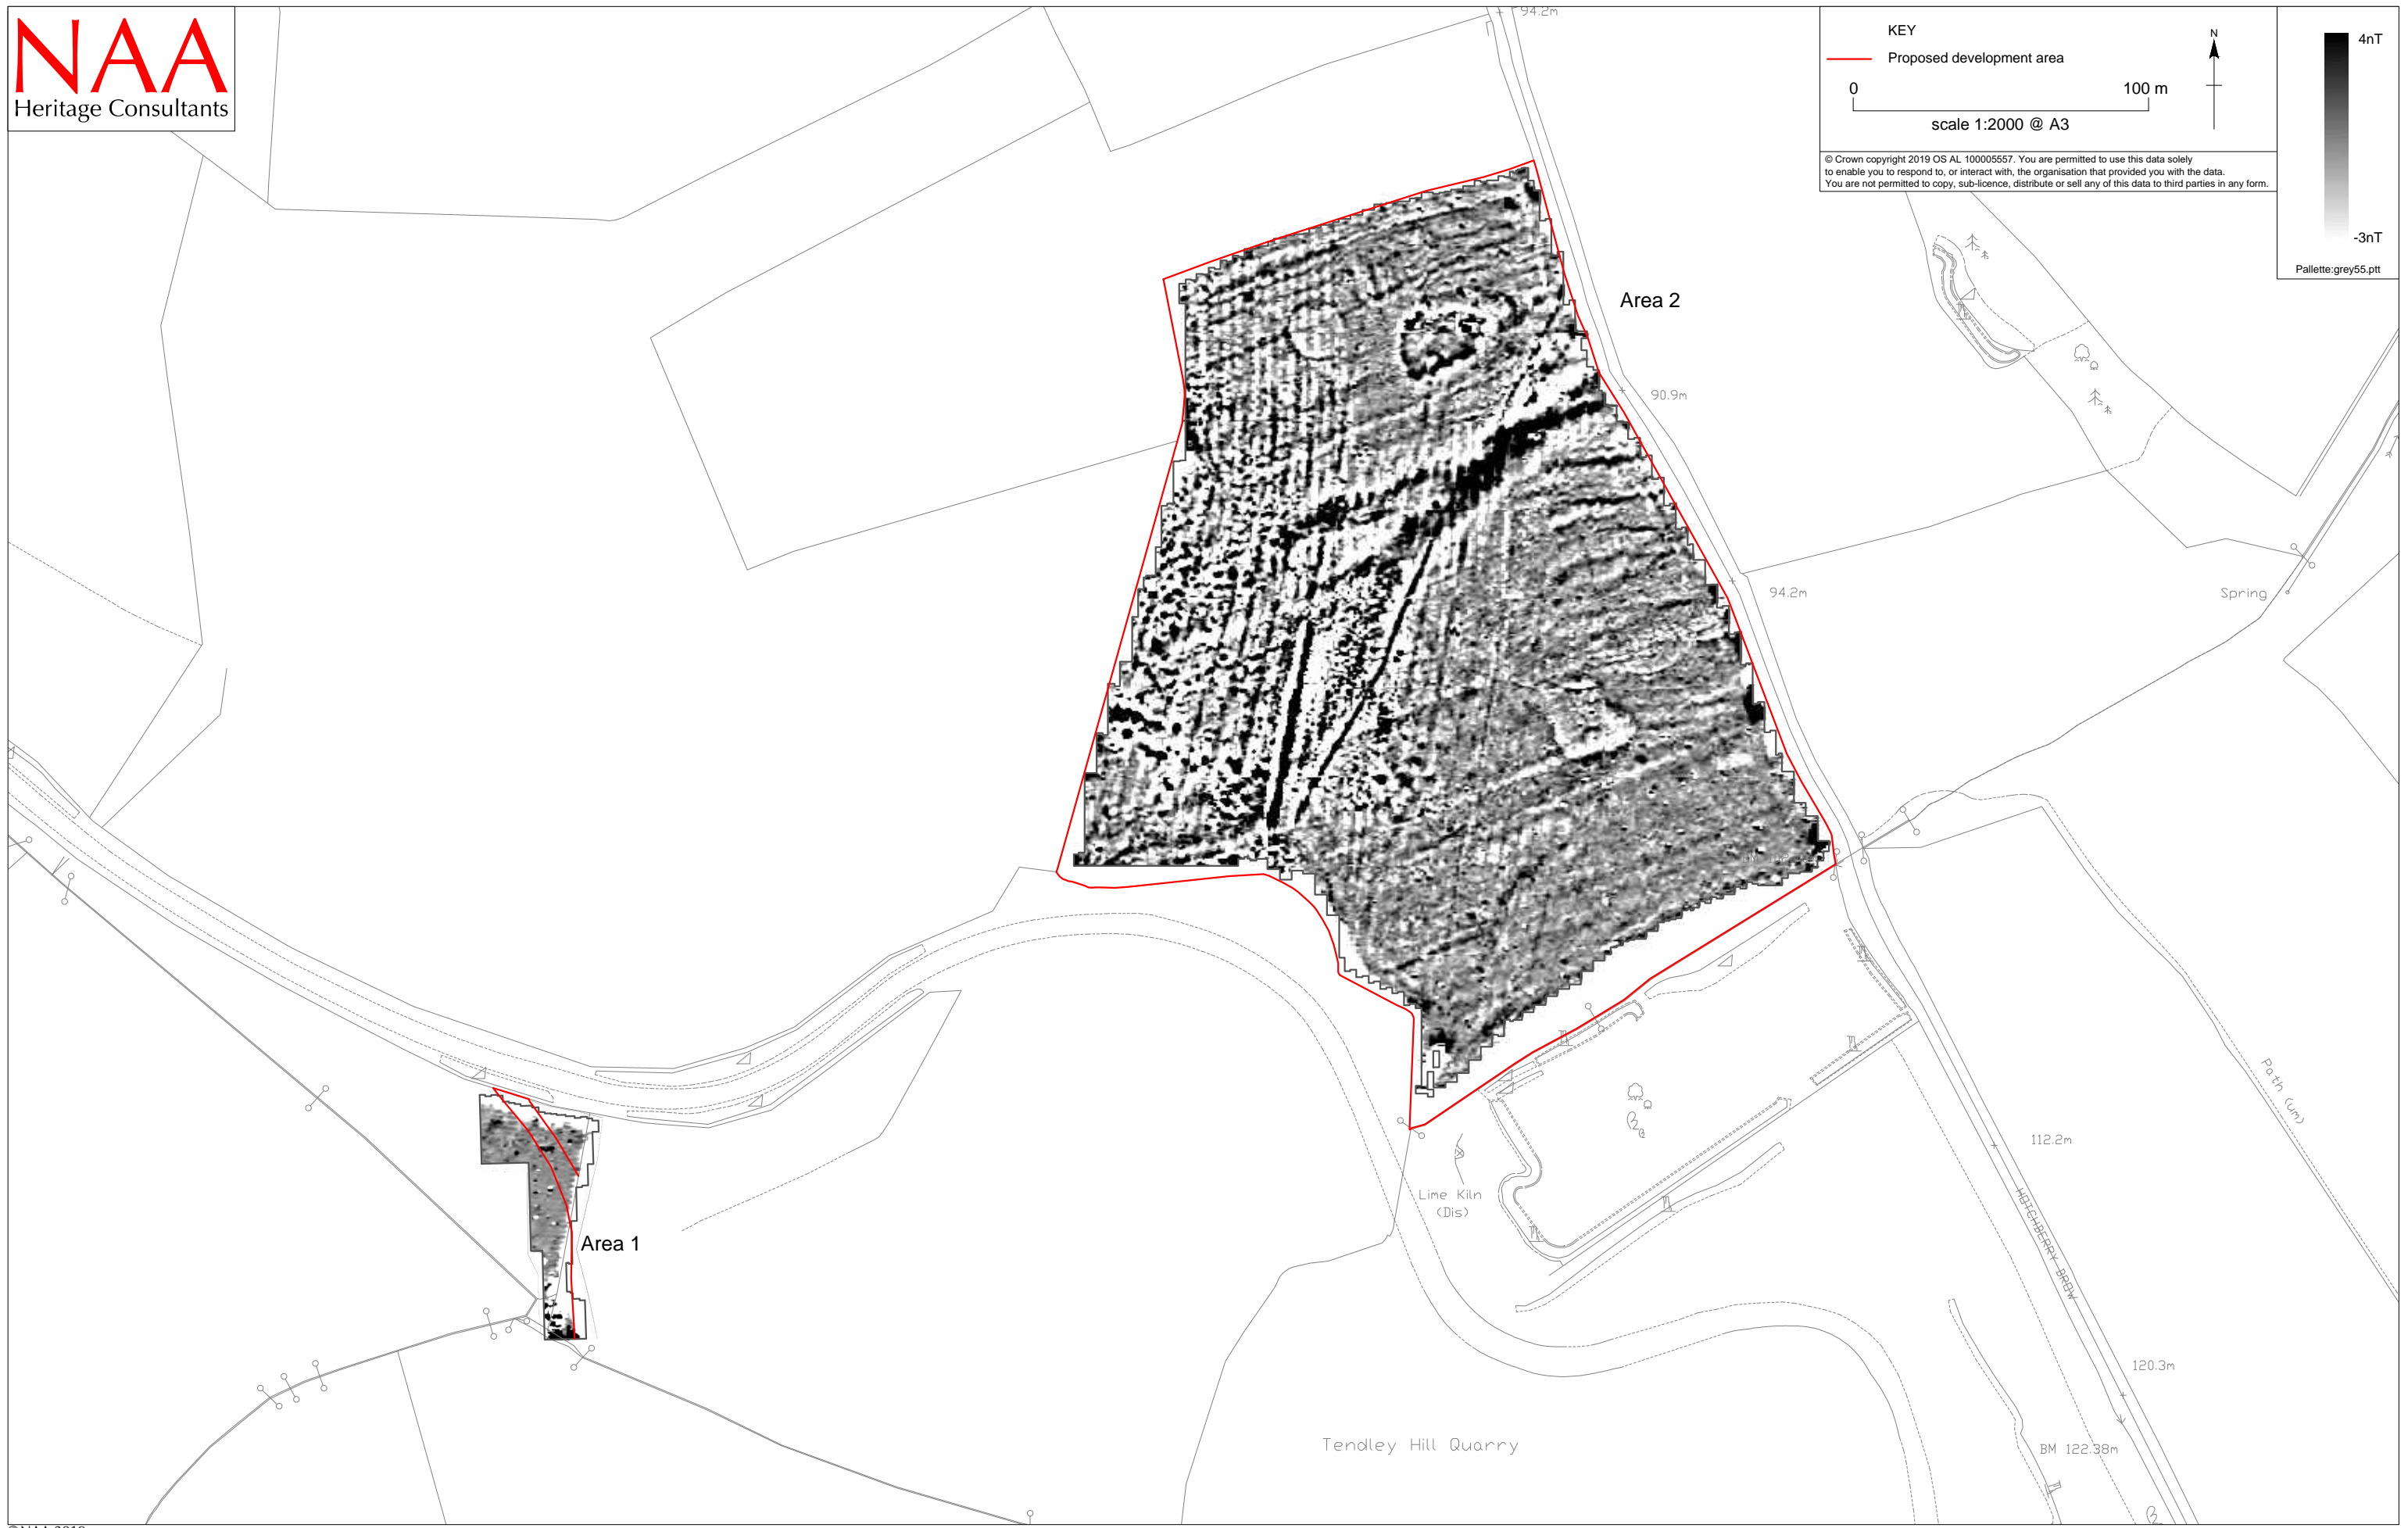 NAA
Heritage Consultants
94.2m
KEY
Proposed development area
N
0 100 m
scale 1:2000 @ A3
© Crown copyright 2019 OS AL 100005557. You are permitted to use this data solely
to enable you to respond to, or interact with, the organisation that provided you with the data.
You are not permitted to copy, sub-licence, distribute or sell any of this data to third parties in any form.
4nT
-3nT
Pallette:grey55.ptt
Area 2
90.9m
94.2m
Spring
Path (um)
112.2m
Lime Kiln
(Dis)
HOTCHBERRY BROW
Area 1
120.3m
Tendley Hill Quarry
BM 122.38m
©NAA 2019